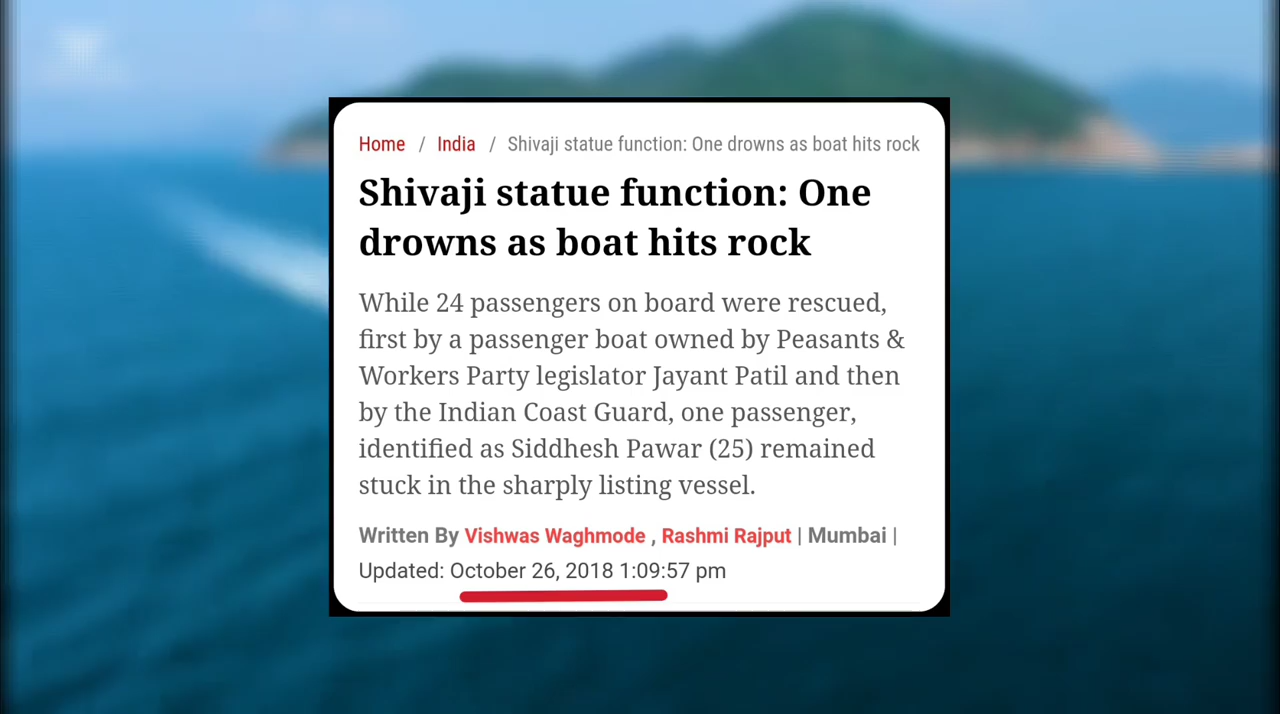 Home / India / Shivaji statue function: One drowns as boat hits rock
Shivaji statue function: One
drowns as boat hits rock
While 24 passengers on board were rescued,
first by a passenger boat owned by Peasants &
Workers Party legislator Jayant Patil and then
by the Indian Coast Guard, one passenger,
identified as Siddhesh Pawar (25) remained
stuck in the sharply listing vessel.
Written By Vishwas Waghmode , Rashmi Rajput | Mumbai |
Updated: October 26, 2018 1:09:57 pm